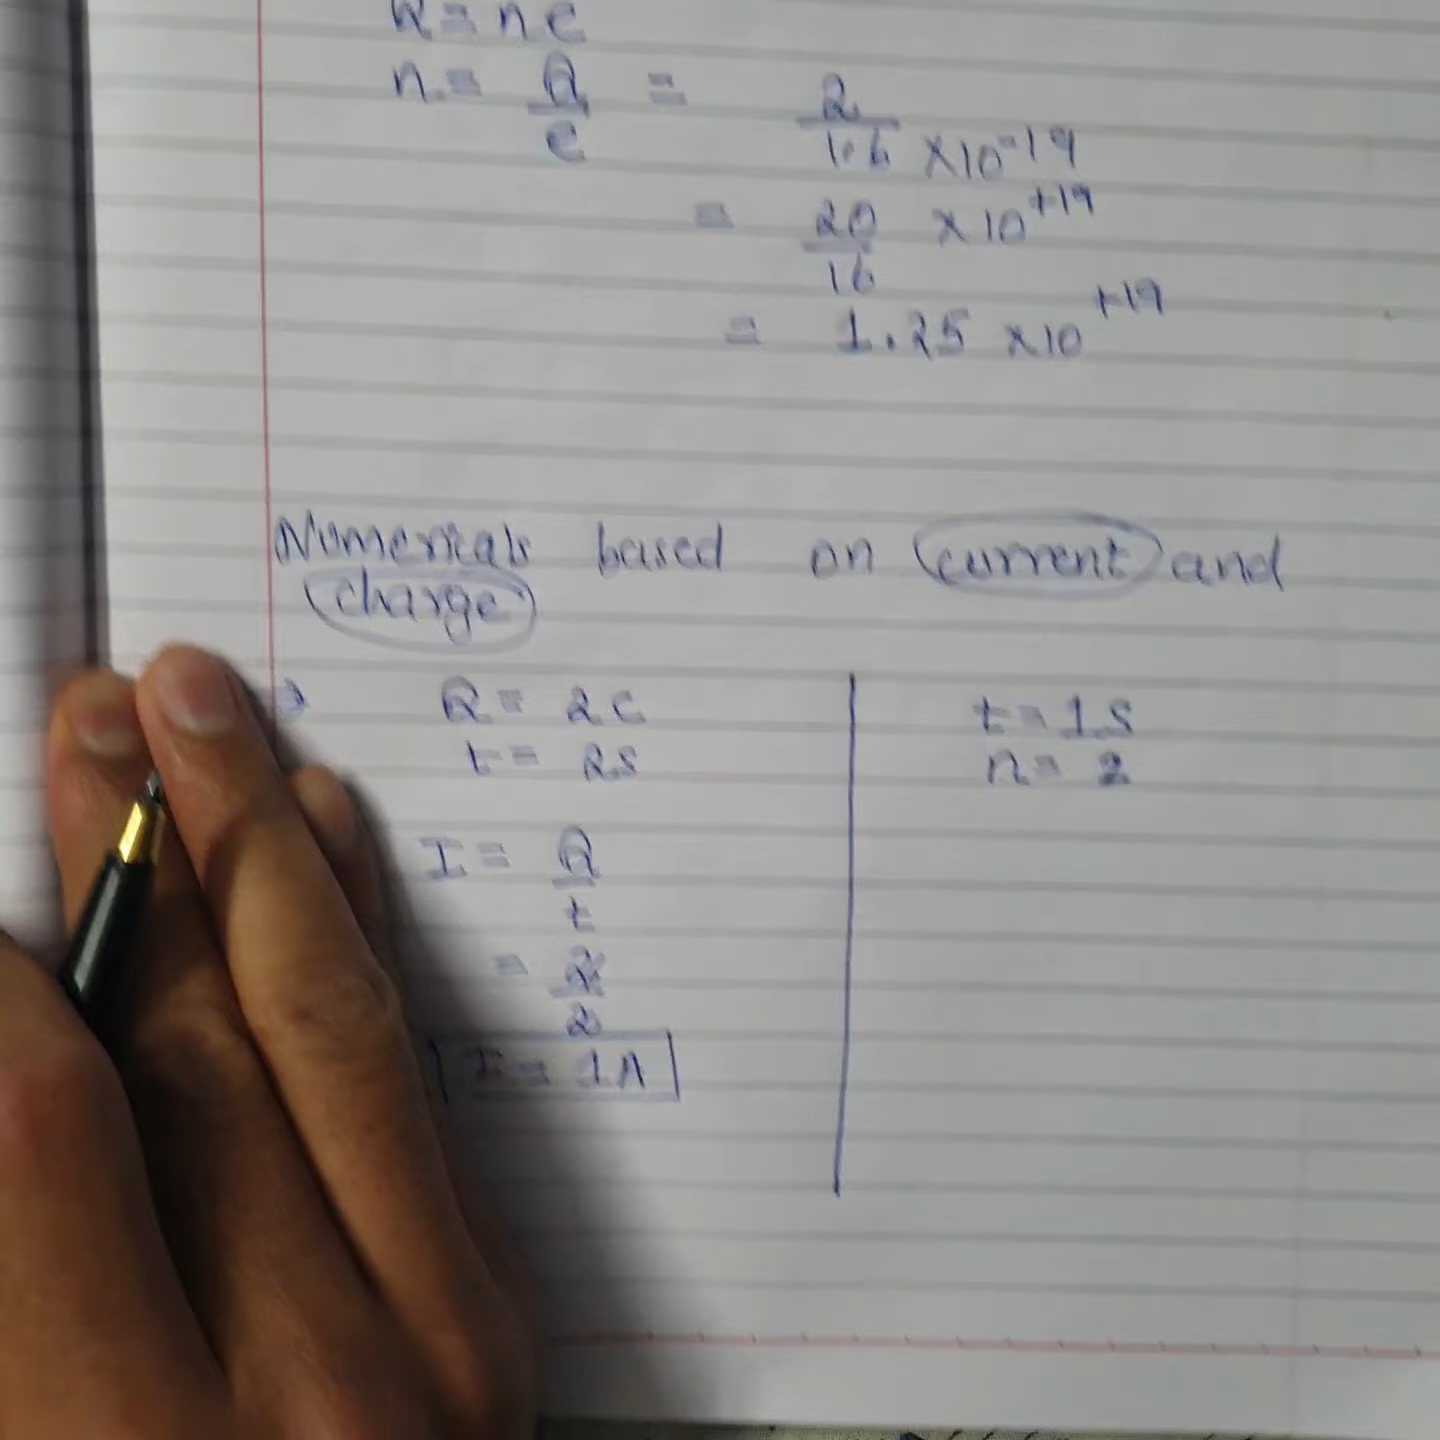 Q = ne
n = Q/e = 2/1.6 ×10⁻¹⁹
= 20/16 ×10⁺¹⁹
= 1.25 ×10⁺¹⁹
Numericals based on current and
charge
→ Q = 2C
t = 2s
I = Q/t
= 2/2
I = 1A
t = 1s
n = 2